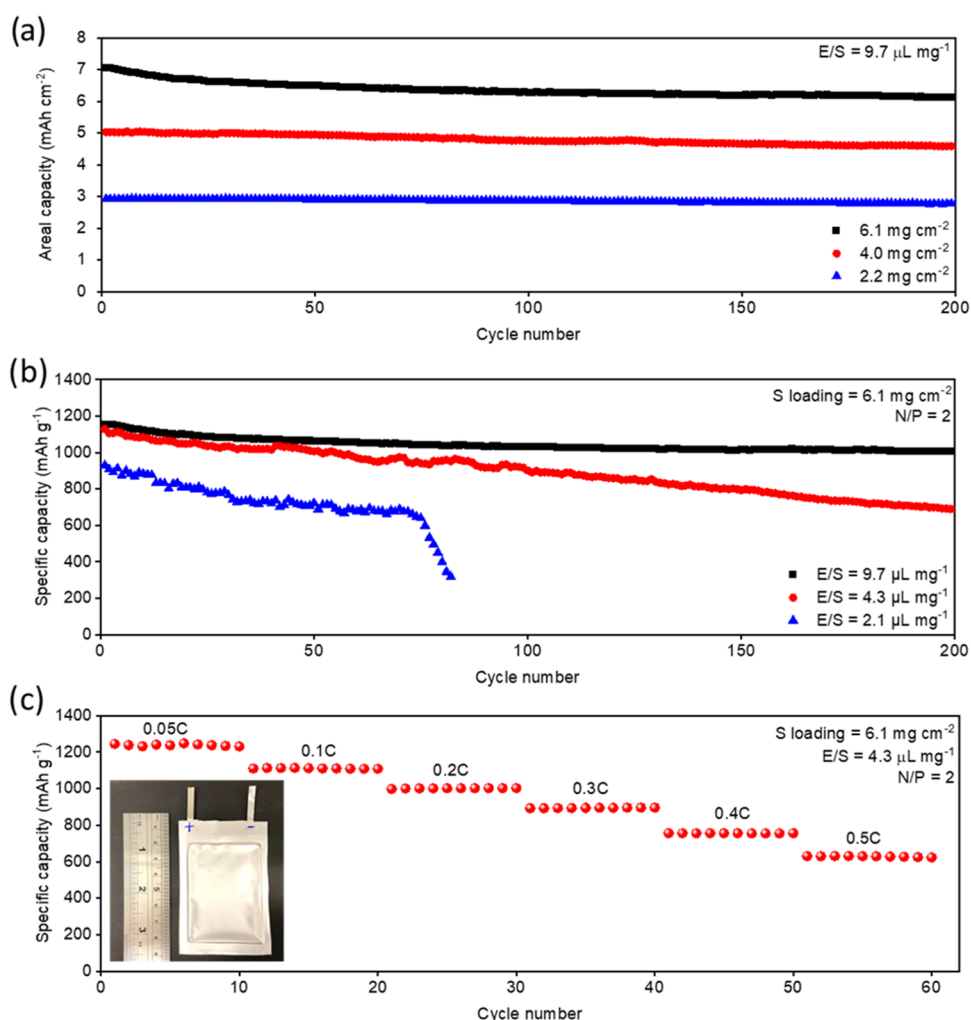 (a)
8
7
6
5
4
3
2
1
0
Areal capacity (mAh cm⁻²)
E/S = 9.7 μL mg⁻¹
6.1 mg cm⁻²
4.0 mg cm⁻²
2.2 mg cm⁻²
0 50 100 150 200
Cycle number
(b)
1400
1200
1000
800
600
400
200
0
Specific capacity (mAh g⁻¹)
S loading = 6.1 mg cm⁻²
N/P = 2
E/S = 9.7 μL mg⁻¹
E/S = 4.3 μL mg⁻¹
E/S = 2.1 μL mg⁻¹
0 50 100 150 200
Cycle number
(c)
1400
1200
1000
800
600
400
200
0
Specific capacity (mAh g⁻¹)
0.05C
0.1C
0.2C
0.3C
0.4C
0.5C
S loading = 6.1 mg cm⁻²
E/S = 4.3 μL mg⁻¹
N/P = 2
+ −
1
2
5
3
0 10 20 30 40 50 60
Cycle number